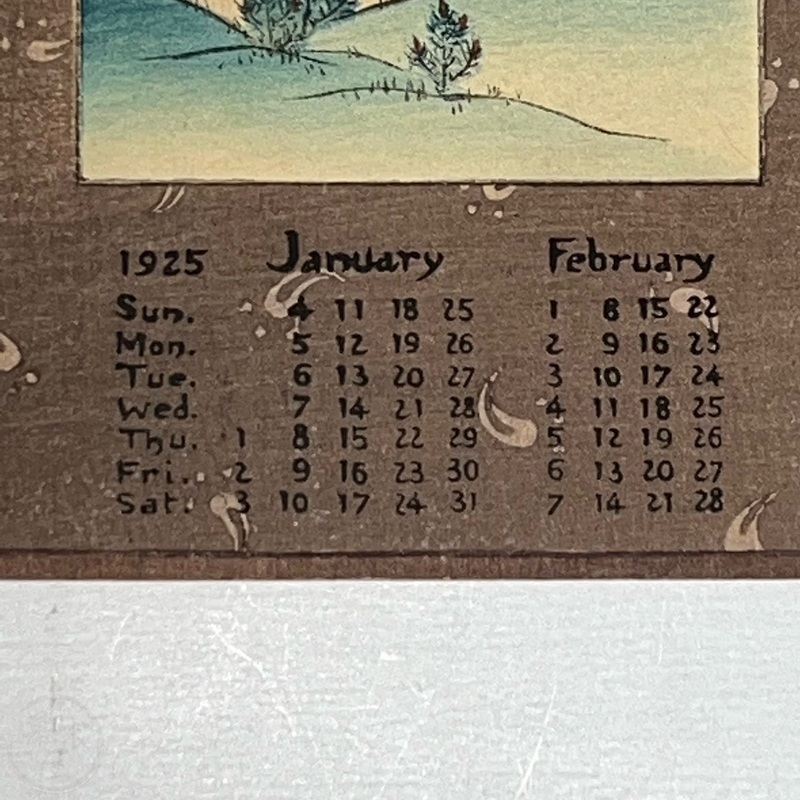 1925 January February
Sun. 4 11 18 25 1 8 15 22
Mon. 5 12 19 26 2 9 16 23
Tue. 6 13 20 27 3 10 17 24
Wed. 7 14 21 28 4 11 18 25
Thu. 1 8 15 22 29 5 12 19 26
Fri. 2 9 16 23 30 6 13 20 27
Sat. 3 10 17 24 31 7 14 21 28